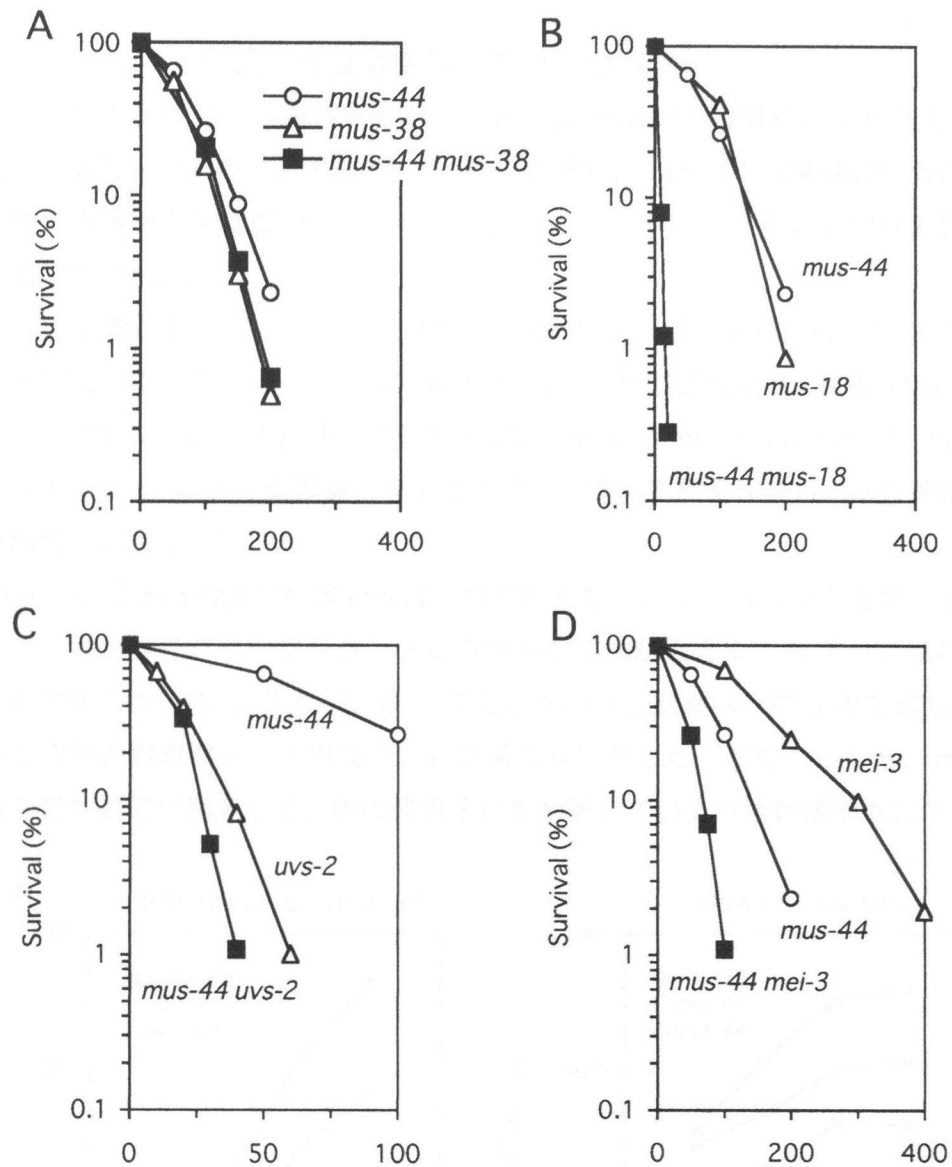 A
100
10
1
0.1
Survival (%)
0 200 400
mus-44
mus-38
mus-44 mus-38
B
100
10
1
0.1
Survival (%)
0 200 400
mus-44
mus-18
mus-44 mus-18
C
100
10
1
0.1
Survival (%)
0 50 100
mus-44
uvs-2
mus-44 uvs-2
D
100
10
1
0.1
Survival (%)
0 200 400
mei-3
mus-44
mus-44 mei-3